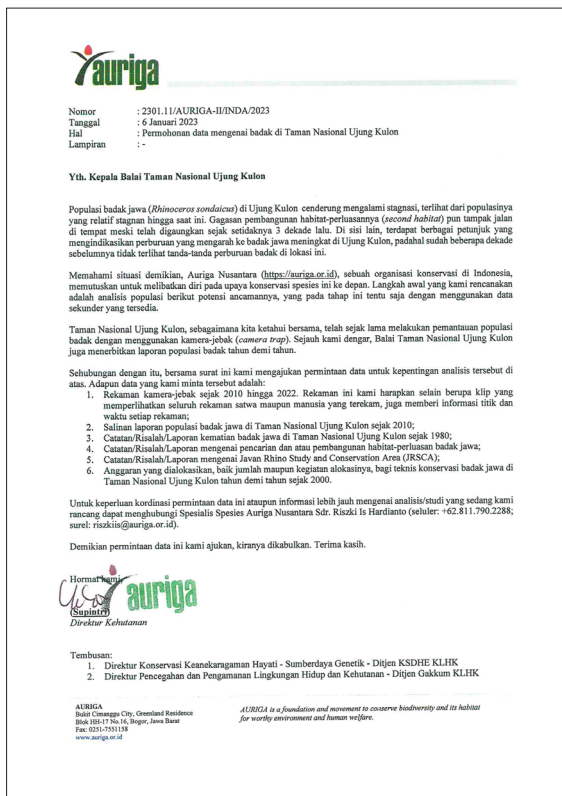 auriga
Nomor : 2301.11/AURIGA-II/INDA/2023
Tanggal : 6 Januari 2023
Hal : Permohonan data mengenai badak di Taman Nasional Ujung Kulon
Lampiran : -
Yth. Kepala Balai Taman Nasional Ujung Kulon
Populasi badak jawa (Rhinoceros sondaicus) di Ujung Kulon cenderung mengalami stagnasi, terlihat dari populasinya
yang relatif stagnan hingga saat ini. Gagasan pembangunan habitat-perluasannya (second habitat) pun tampak jalan
di tempat meski telah digaungkan sejak setidaknya 3 dekade lalu. Di sisi lain, terdapat berbagai petunjuk yang
mengindikasikan perburuan yang mengarah ke badak jawa meningkat di Ujung Kulon, padahal sudah beberapa dekade
sebelumnya tidak terlihat tanda-tanda perburuan badak di lokasi ini.
Memahami situasi demikian, Auriga Nusantara (https://auriga.or.id), sebuah organisasi konservasi di Indonesia,
memutuskan untuk melibatkan diri pada upaya konservasi spesies ini ke depan. Langkah awal yang kami rencanakan
adalah analisis populasi berikut potensi ancamannya, yang pada tahap ini tentu saja dengan menggunakan data
sekunder yang tersedia.
Taman Nasional Ujung Kulon, sebagaimana kita ketahui bersama, telah sejak lama melakukan pemantauan populasi
badak dengan menggunakan kamera-jebak (camera trap). Sejauh kami dengar, Balai Taman Nasional Ujung Kulon
juga menerbitkan laporan populasi badak tahun demi tahun.
Sehubungan dengan itu, bersama surat ini kami mengajukan permintaan data untuk kepentingan analisis tersebut di
atas. Adapun data yang kami minta tersebut adalah:
1. Rekaman kamera-jebak sejak 2010 hingga 2022. Rekaman ini kami harapkan selain berupa klip yang
memperlihatkan seluruh rekaman satwa maupun manusia yang terekam, juga memberi informasi titik dan
waktu setiap rekaman;
2. Salinan laporan populasi badak jawa di Taman Nasional Ujung Kulon sejak 2010;
3. Catatan/Risalah/Laporan kematian badak jawa di Taman Nasional Ujung Kulon sejak 1980;
4. Catatan/Risalah/Laporan mengenai pencarian dan atau pembangunan habitat-perluasan badak jawa;
5. Catatan/Risalah/Laporan mengenai Javan Rhino Study and Conservation Area (JRSCA);
6. Anggaran yang dialokasikan, baik jumlah maupun kegiatan alokasinya, bagi teknis konservasi badak jawa di
Taman Nasional Ujung Kulon tahun demi tahun sejak 2000.
Untuk keperluan kordinasi permintaan data ini ataupun informasi lebih jauh mengenai analisis/studi yang sedang kami
rancang dapat menghubungi Spesialis Spesies Auriga Nusantara Sdr. Riszki Is Hardianto (seluler: +62.811.790.2288;
surel: riszkiis@auriga.or.id).
Demikian permintaan data ini kami ajukan, kiranya dikabulkan. Terima kasih.
Hormat kami,
auriga
(Supintri)
Direktur Kehutanan
Tembusan:
1. Direktur Konservasi Keanekaragaman Hayati - Sumberdaya Genetik - Ditjen KSDHE KLHK
2. Direktur Pencegahan dan Pengamanan Lingkungan Hidup dan Kehutanan - Ditjen Gakkum KLHK
AURIGA
Bukit Cimanggu City, Greenland Residence
Blok HH-17 No.16, Bogor, Jawa Barat
Fax: 0251-7551158
www.auriga.or.id
AURIGA is a foundation and movement to conserve biodiversity and its habitat
for worthy environment and human welfare.